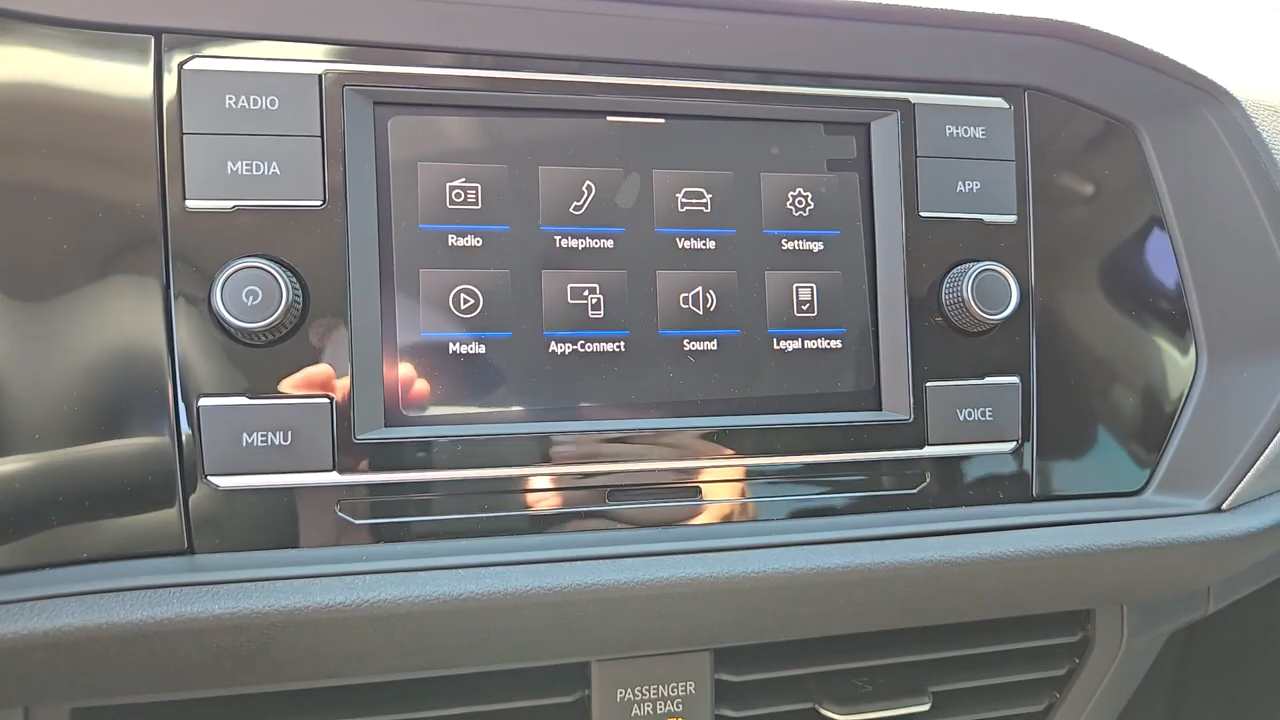 RADIO
MEDIA
MENU
Radio
Telephone
Vehicle
Settings
Media
App-Connect
Sound
Legal notices
PHONE
APP
VOICE
PASSENGER
AIR BAG